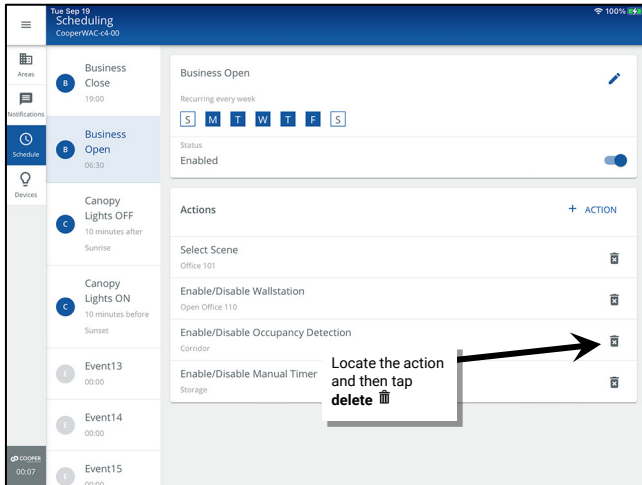 Tue Sep 19
100%
Scheduling
CooperWAC-c4-00
Areas
Notifications
Schedule
Devices
COOPER
00:07
B
Business
Close
19:00
B
Business
Open
06:30
C
Canopy
Lights OFF
10 minutes after
Sunrise
C
Canopy
Lights ON
10 minutes before
Sunset
E
Event13
00:00
E
Event14
00:00
E
Event15
00:00
Business Open
Recurring every week
S M T W T F S
Status
Enabled
Actions
+ ACTION
Select Scene
Office 101
Enable/Disable Wallstation
Open Office 110
Enable/Disable Occupancy Detection
Corridor
Enable/Disable Manual Timer
Storage
Locate the action
and then tap
delete